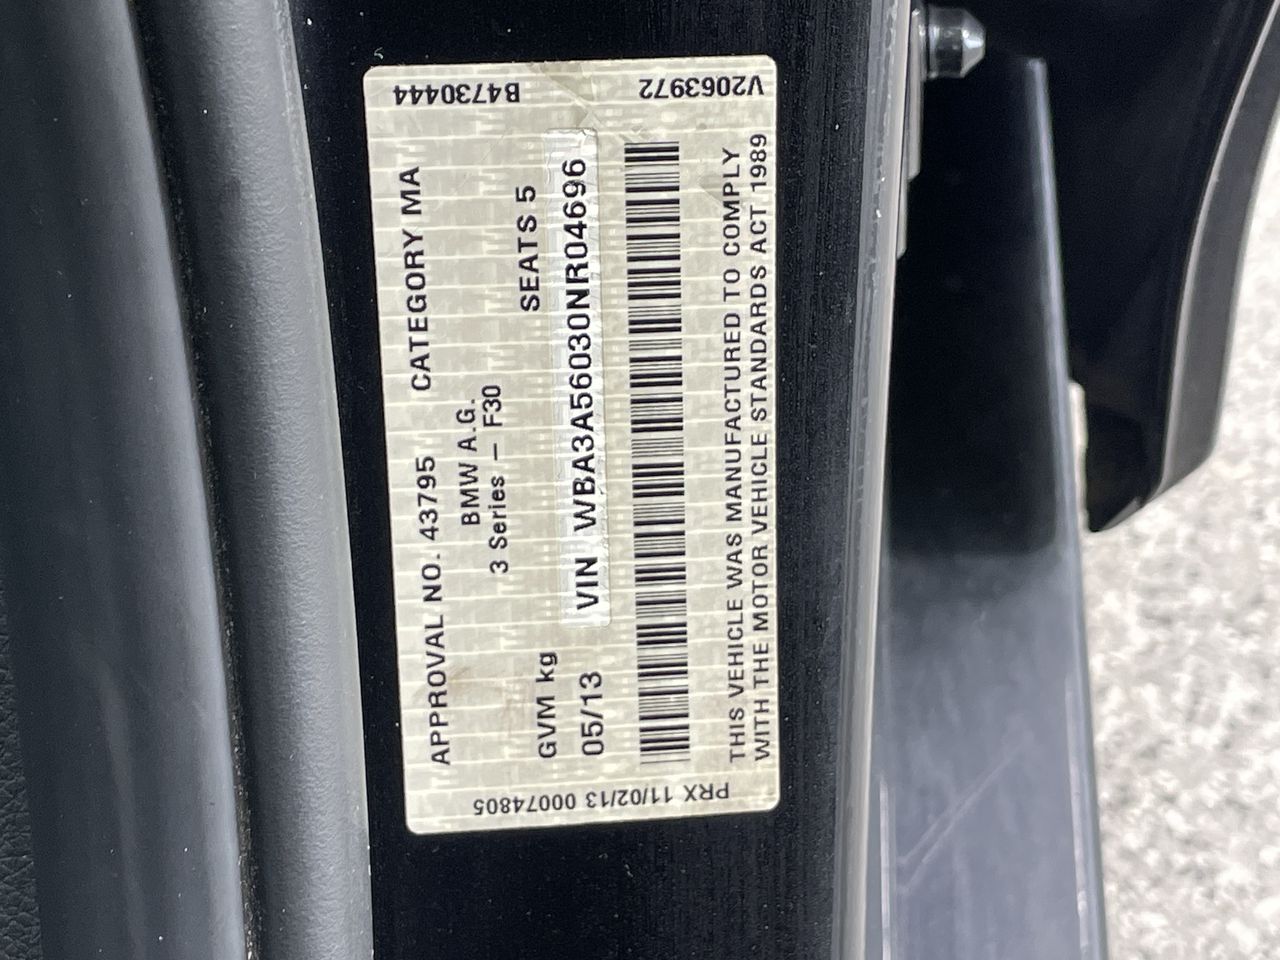 APPROVAL NO. 43795 CATEGORY MA
BMW A.G.
3 Series – F30
GVM kg SEATS 5
05/13 VIN WBA3A56030NR04696
THIS VEHICLE WAS MANUFACTURED TO COMPLY
WITH THE MOTOR VEHICLE STANDARDS ACT 1989
B4730444
V2063972
PRX 11/02/13 00074805